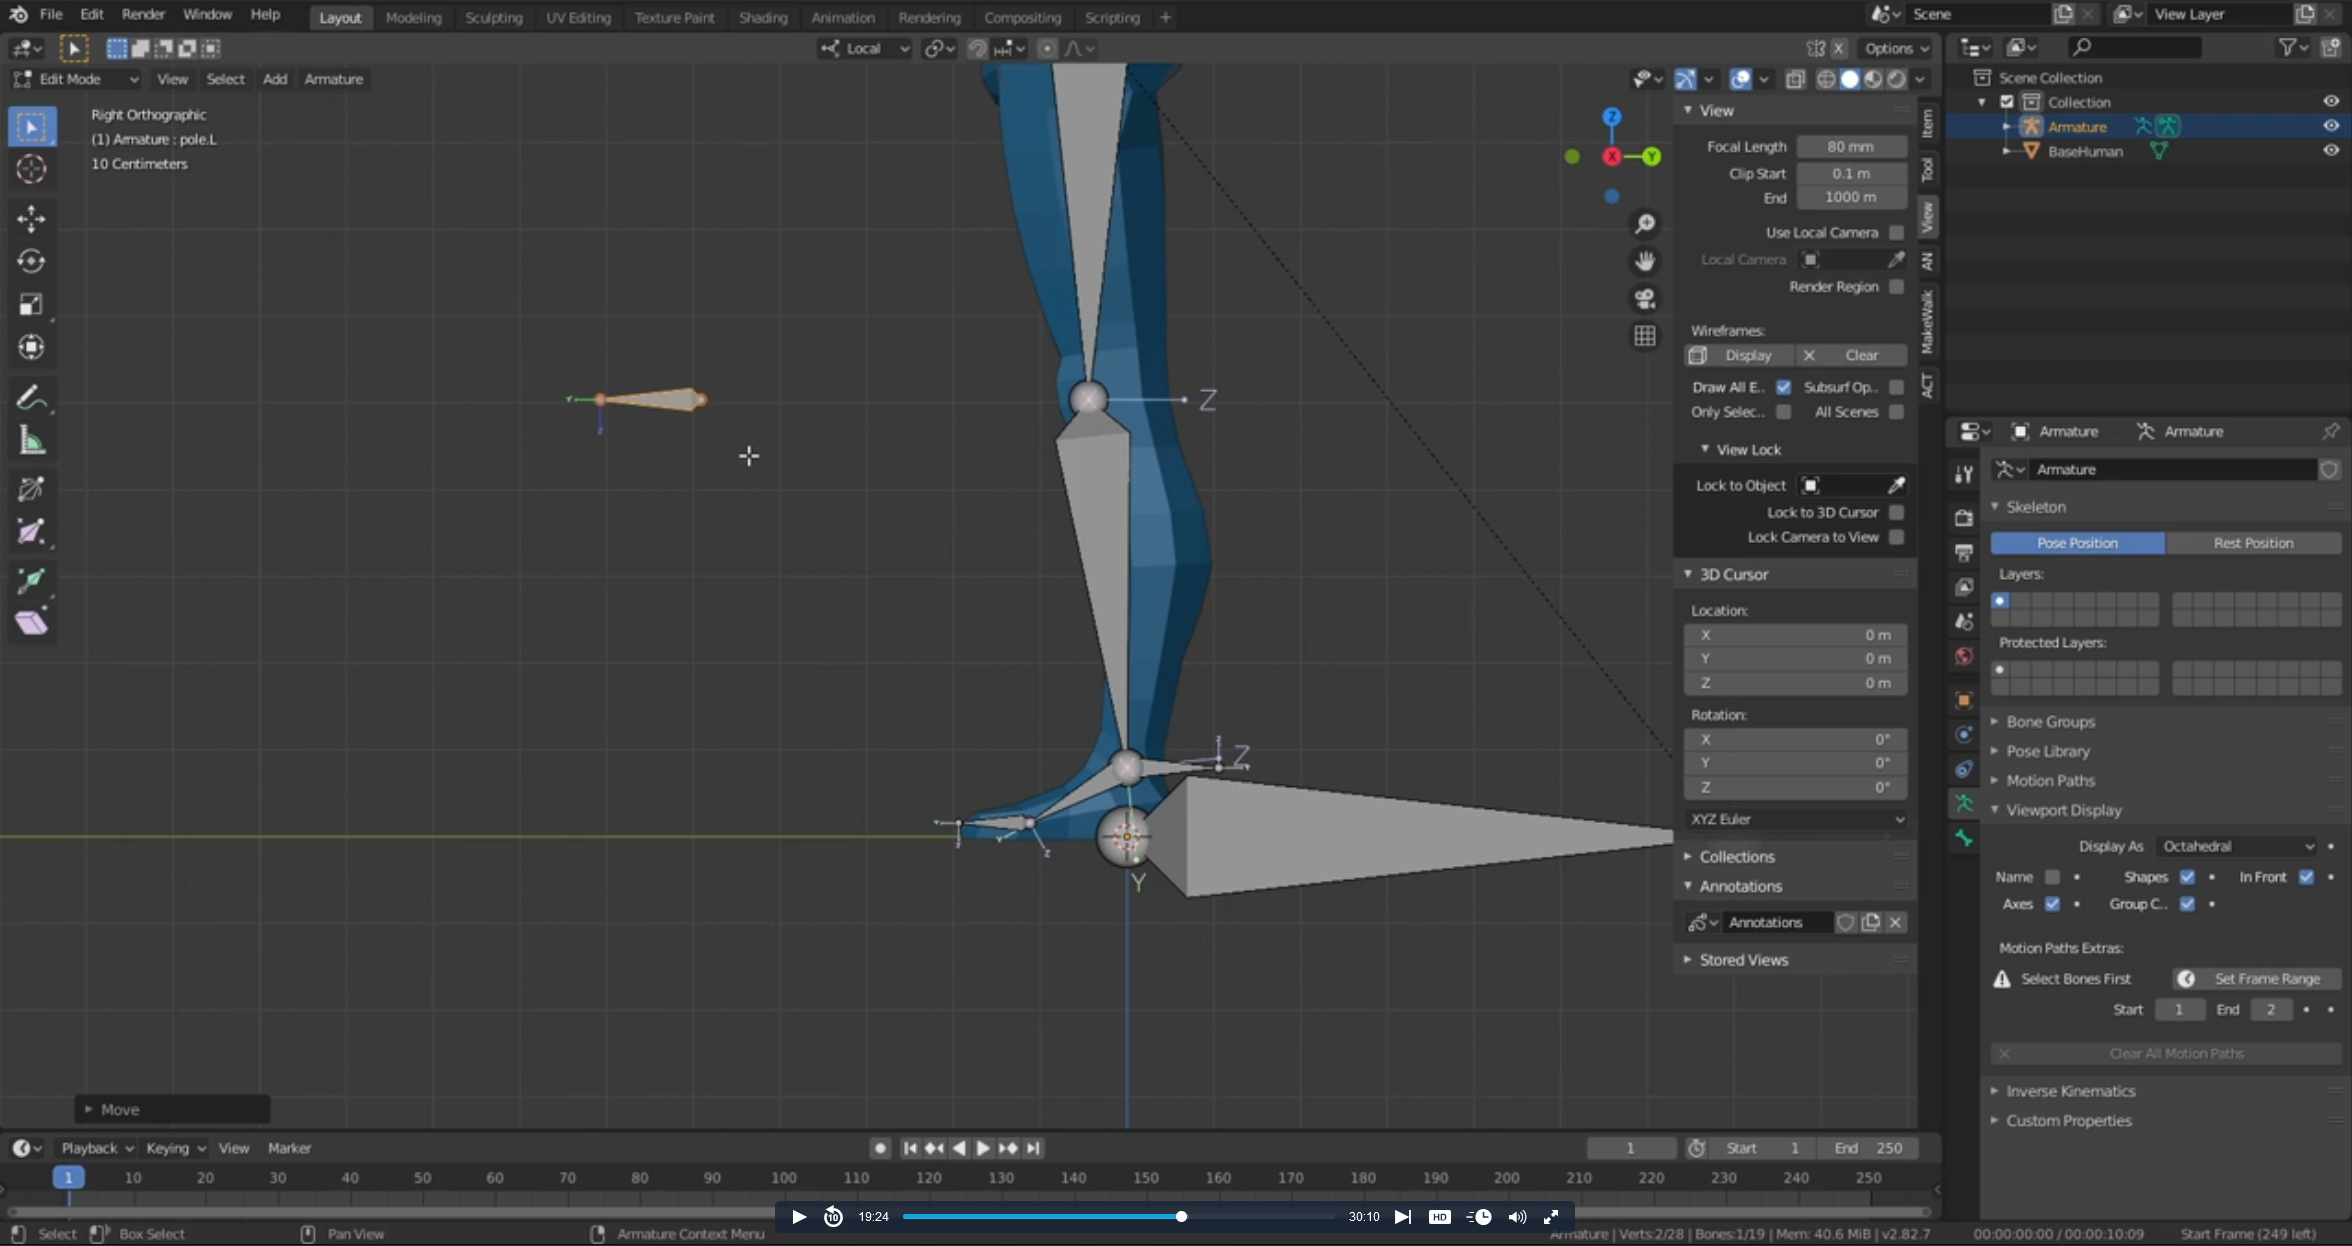 File Edit Render Window Help Layout Modeling Sculpting UV Editing Texture Paint Shading Animation Rendering Compositing Scripting + Scene View Layer
Local X Options
Edit Mode View Select Add Armature
Right Orthographic
(1) Armature : pole.L
10 Centimeters
Z
X Y
Z
Z
Y
View
Focal Length 80 mm
Clip Start 0.1 m
End 1000 m
Use Local Camera
Local Camera
Render Region
Wireframes:
Display Clear
Draw All E.. Subsurf Op..
Only Selec.. All Scenes
View Lock
Lock to Object
Lock to 3D Cursor
Lock Camera to View
3D Cursor
Location:
X 0 m
Y 0 m
Z 0 m
Rotation:
X 0°
Y 0°
Z 0°
XYZ Euler
Collections
Annotations
Annotations
Stored Views
Item
Tool
View
AN
MakeWalk
ACT
Scene Collection
Collection
Armature
BaseHuman
Armature Armature
Armature
Skeleton
Pose Position Rest Position
Layers:
Protected Layers:
Bone Groups
Pose Library
Motion Paths
Viewport Display
Display As Octahedral
Name Shapes In Front
Axes Group C..
Motion Paths Extras:
Select Bones First Set Frame Range
Start 1 End 2
Clear All Motion Paths
Inverse Kinematics
Custom Properties
Move
Playback Keying View Marker 1 Start 1 End 250
1 10 20 30 40 50 60 70 80 90 100 110 120 130 140 150 160 170 180 190 200 210 220 230 240 250
10 19:24 30:10 HD
Select Box Select Pan View Armature Context Menu Armature | Verts:2/28 | Bones:1/19 | Mem: 40.6 MiB | v2.82.7 00:00:00:00 / 00:00:10:09 Start Frame (249 left)